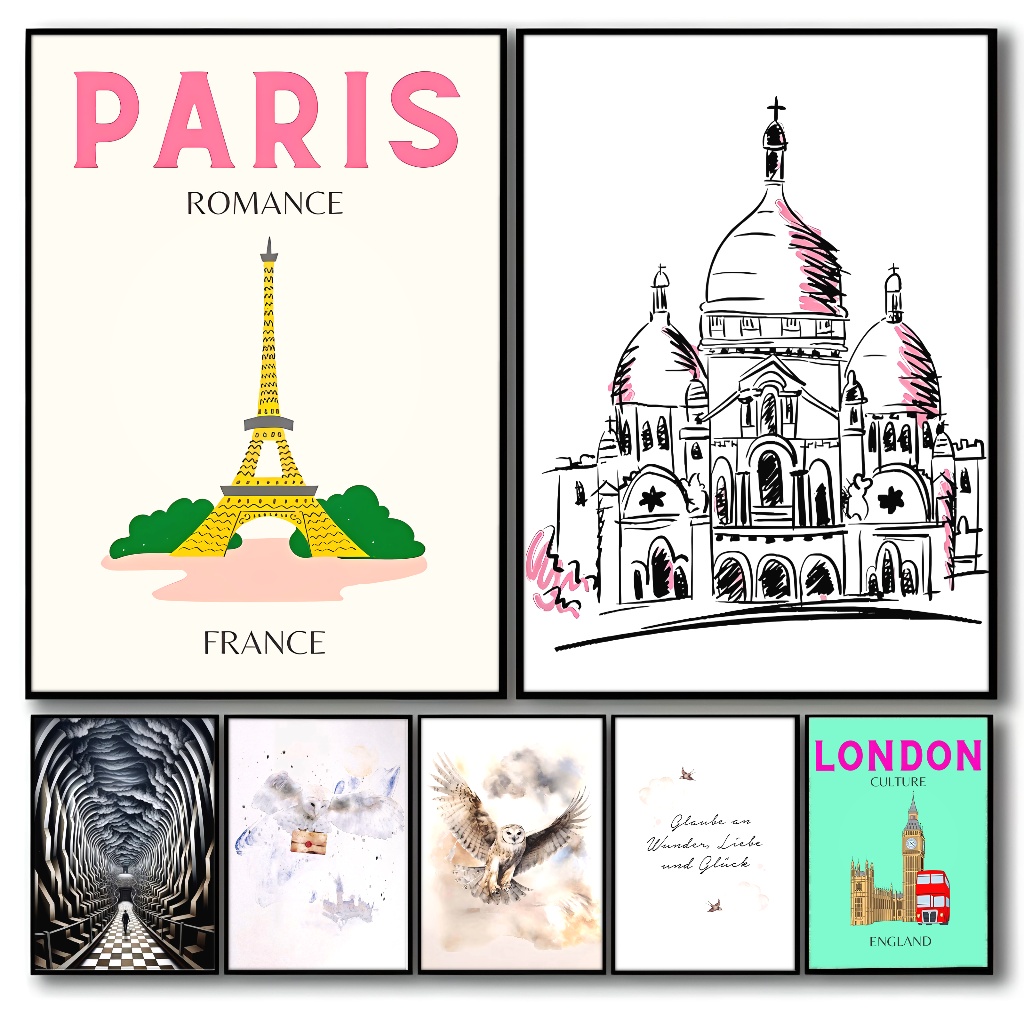 PARIS
ROMANCE
FRANCE
Glaube an
Wunder, Liebe
und Glück
LONDON
CULTURE
ENGLAND